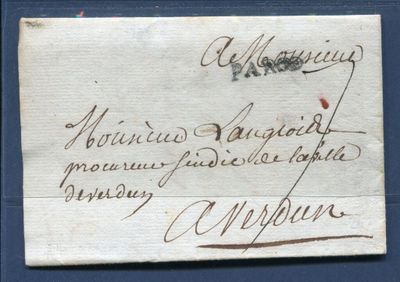 A Monsieur
PARIS
Monsieur Langlois
procureur sindic de la ville
de verdun
A Verdun